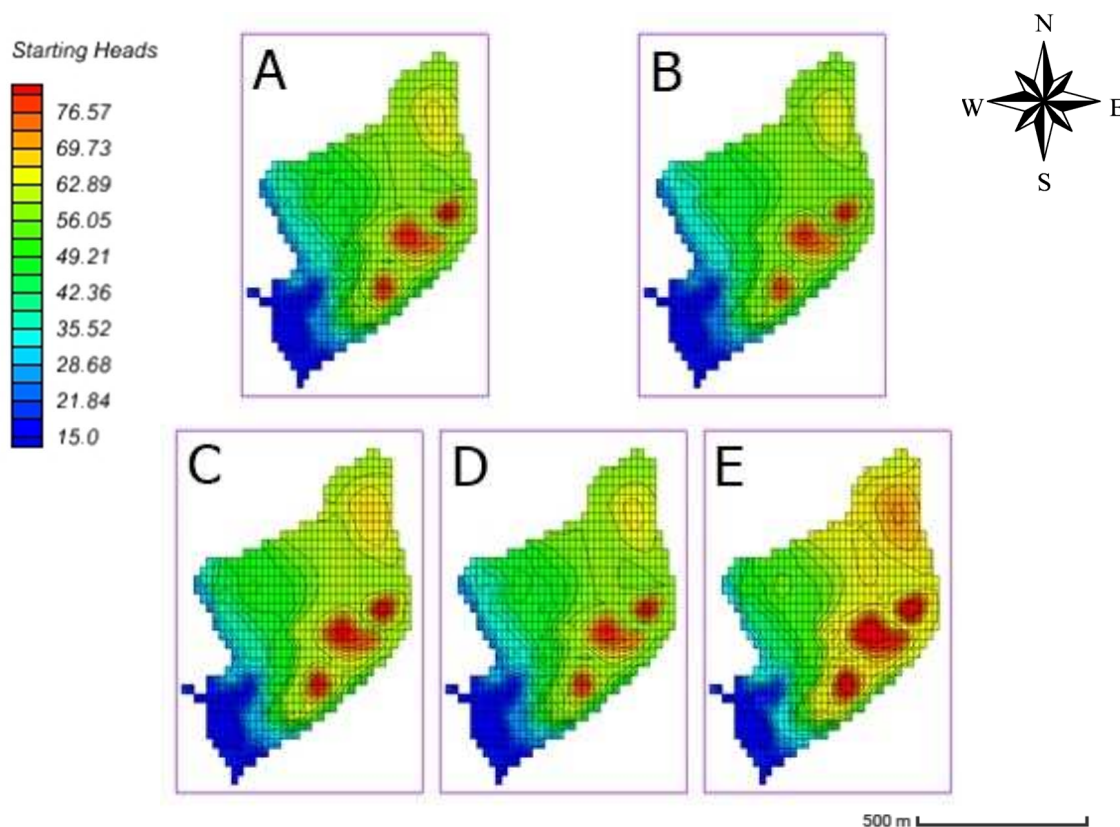 Starting Heads
76.57
69.73
62.89
56.05
49.21
42.36
35.52
28.68
21.84
15.0
A
B
N
W E
S
C
D
E
500 m